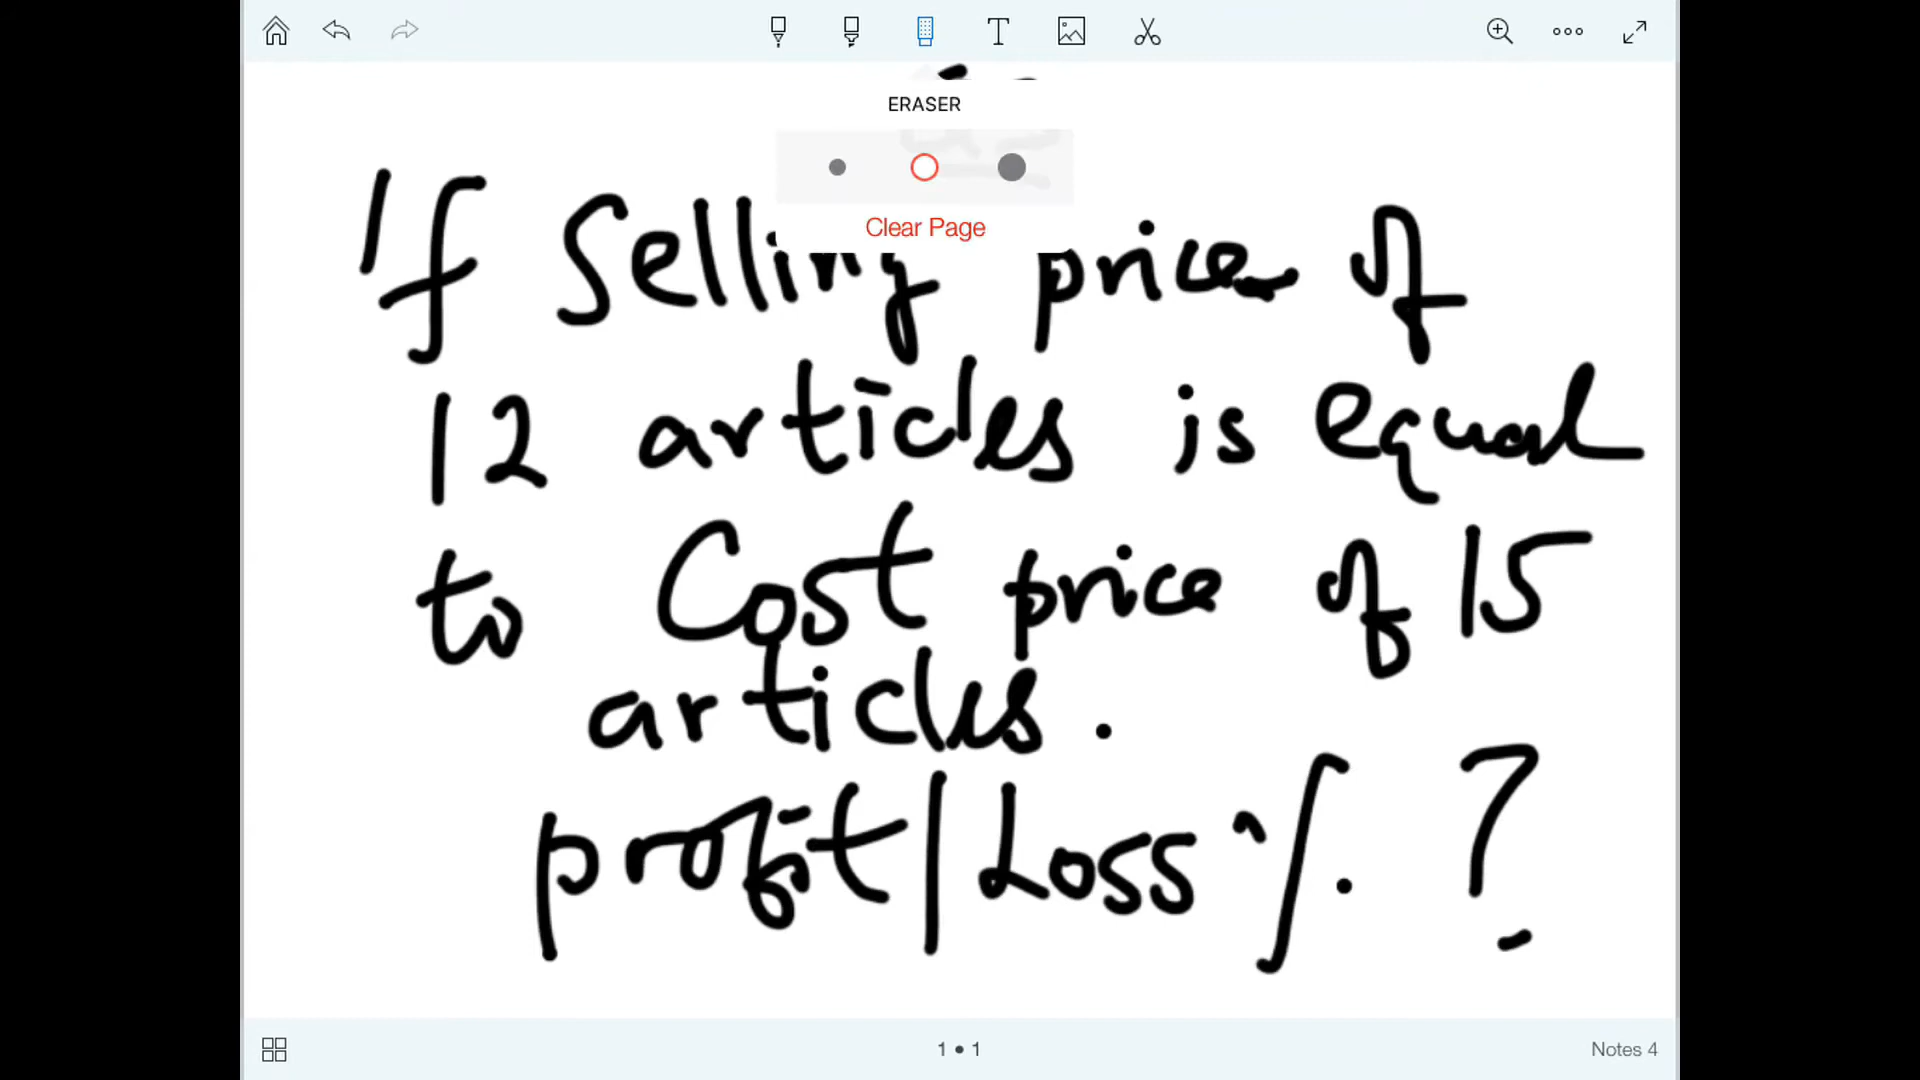 ERASER
Clear Page
If Selling price of
12 articles is equal
to Cost price of 15
articles.
profit/Loss %. ?
1 • 1
Notes 4